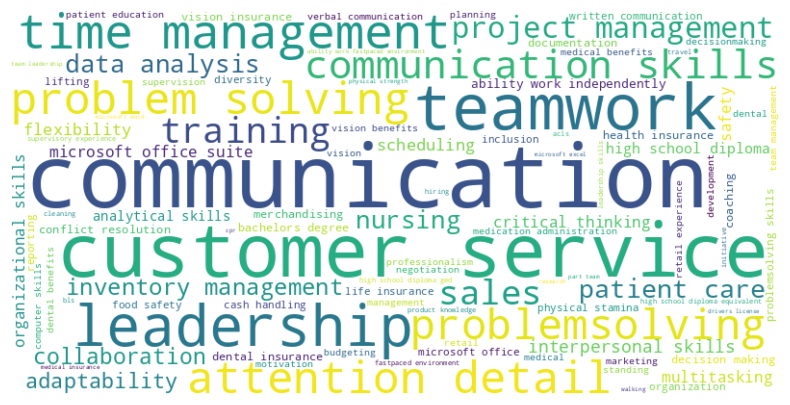 patient education
vision insurance
verbal communication
planning
written communication
time management
project management
documentation
decisionmaking
ability work fastpaced environment
medical benefits
travel
team leadership
data analysis
communication skills
lifting
supervision
diversity
physical strength
ability work independently
problem solving
teamwork
safety
dental
team management
flexibility
training
vision benefits
acls
health insurance
supervisory experience
scheduling
inclusion
high school diploma
microsoft office suite
vision
microsoft excel
leadership skills
communication
hiring
development
coaching
organizational skills
cleaning
analytical skills
merchandising
nursing
critical thinking
retail experience
initiative
problemsolving skills
reporting
conflict resolution
cpr
bachelors degree
medication administration
customer service
computer skills
dental benefits
professionalism
negotiation
part team
bls
high school diploma ged
research
inventory management
life insurance
management
sales
patient care
food safety
cash handling
product knowledge
physical stamina
high school diploma equivalent
drivers license
leadership
problemsolving
retail
interpersonal skills
collaboration
dental insurance
budgeting
microsoft office
marketing
decision making
medical insurance
motivation
fastpaced environment
medical
standing
multitasking
adaptability
attention detail
walking
organization